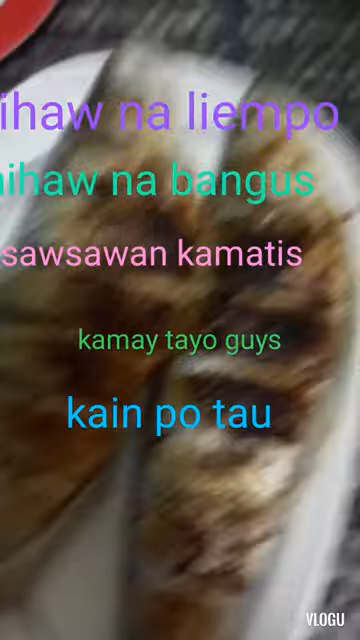 ihaw na liempo
ihaw na bangus
sawsawan kamatis
kamay tayo guys
kain po tau
VLOGU